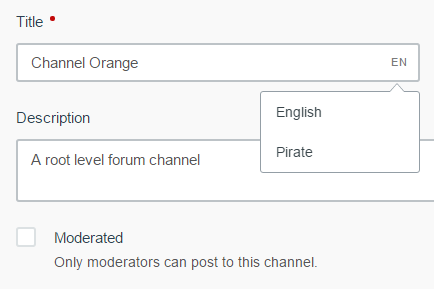 Title
Channel Orange EN
English
Description
Pirate
A root level forum channel
Moderated
Only moderators can post to this channel.